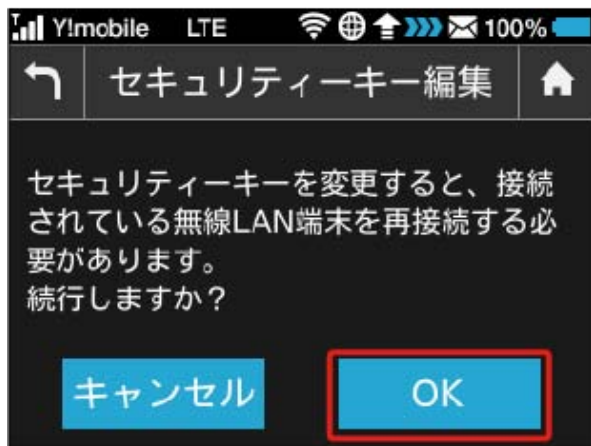 Y!mobile LTE 100%
セキュリティーキー編集
セキュリティーキーを変更すると、接続
されている無線LAN端末を再接続する必
要があります。
続行しますか？
キャンセル OK